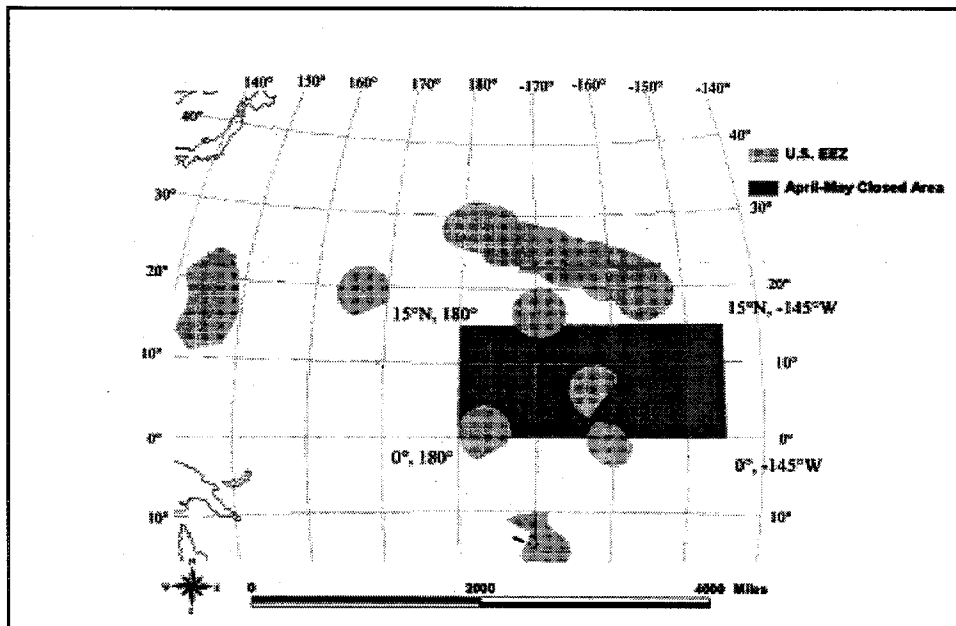 140° 150° 160° 170° 180° -170° -160° -150° -140°
40° 40°
U.S. EEZ
April-May Closed Area
30° 30°
20° 20°
15°N, 180° 15°N, -145°W
10° 10°
0° 0°
0°, 180° 0°, -145°W
10° 10°
N
W E
S
0 2000 4000 Miles